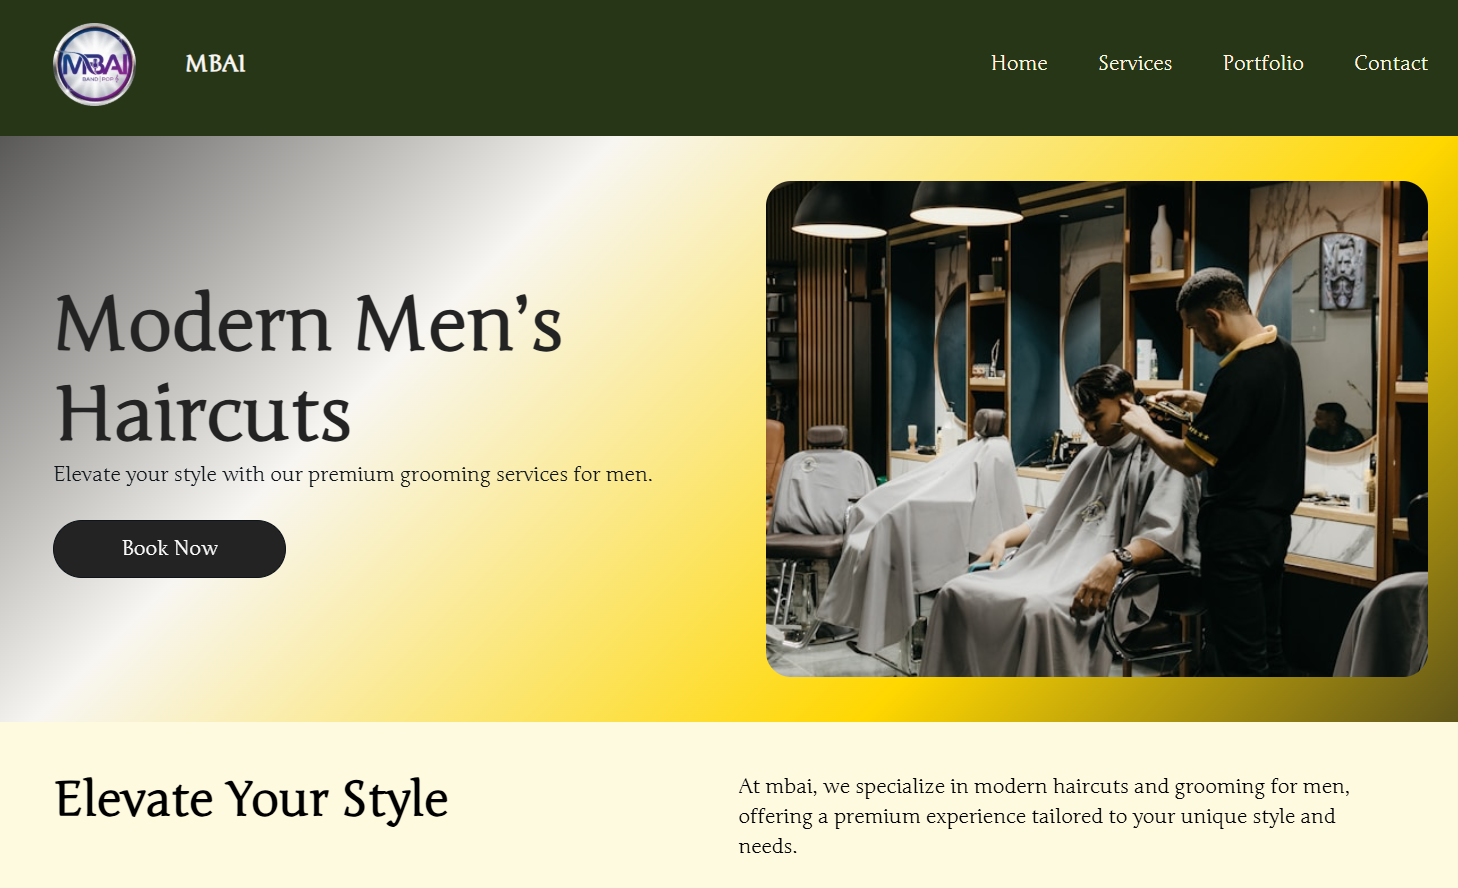 MBAI
BAND | POP
MBAI
Home Services Portfolio Contact
Modern Men’s
Haircuts
Elevate your style with our premium grooming services for men.
Book Now
Elevate Your Style
At mbai, we specialize in modern haircuts and grooming for men,
offering a premium experience tailored to your unique style and
needs.